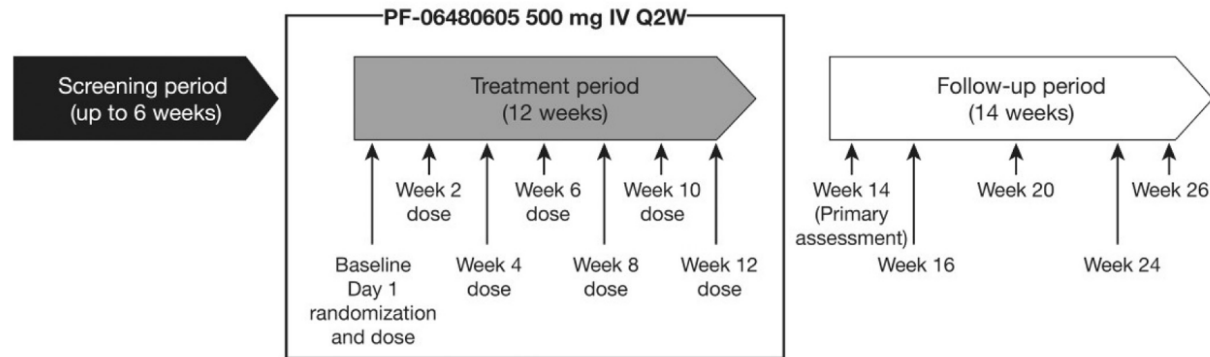 PF-06480605 500 mg IV Q2W
Screening period
(up to 6 weeks)
Treatment period
(12 weeks)
Follow-up period
(14 weeks)
Week 2
dose
Week 6
dose
Week 10
dose
Baseline
Day 1
randomization
and dose
Week 4
dose
Week 8
dose
Week 12
dose
Week 14
(Primary
assessment)
Week 20
Week 26
Week 16
Week 24